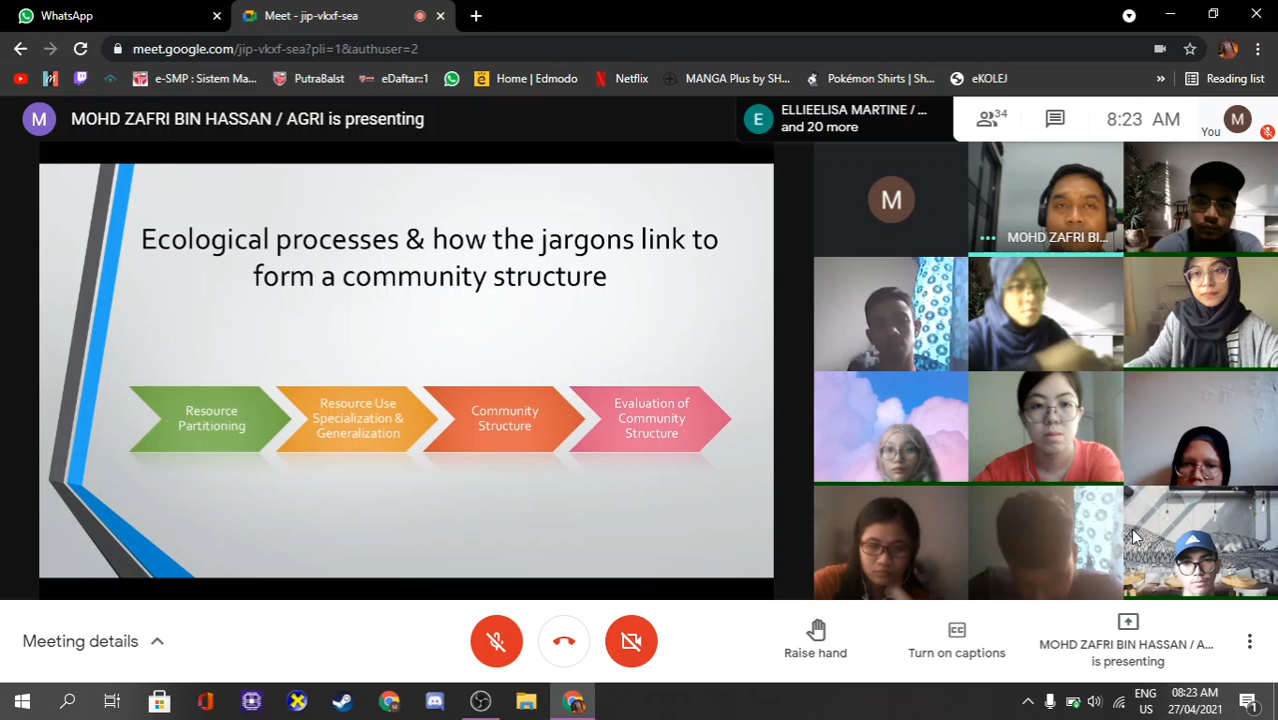 WhatsApp
Meet - jip-vkxf-sea
meet.google.com/jip-vkxf-sea?pli=1&authuser=2
e-SMP : Sistem Ma...
PutraBalst
eDaftar::1
Home | Edmodo
Netflix
MANGA Plus by SH...
Pokémon Shirts | Sh...
eKOLEJ
»
Reading list
M
MOHD ZAFRI BIN HASSAN / AGRI is presenting
E
ELLIEELISA MARTINE / ...
and 20 more
34
8:23 AM
You
M
Ecological processes & how the jargons link to
form a community structure
Resource
Partitioning
Resource Use
Specialization &
Generalization
Community
Structure
Evaluation of
Community
Structure
M
MOHD ZAFRI BI...
Meeting details
Raise hand
Turn on captions
MOHD ZAFRI BIN HASSAN / A...
is presenting
ENG
US
08:23 AM
27/04/2021
1